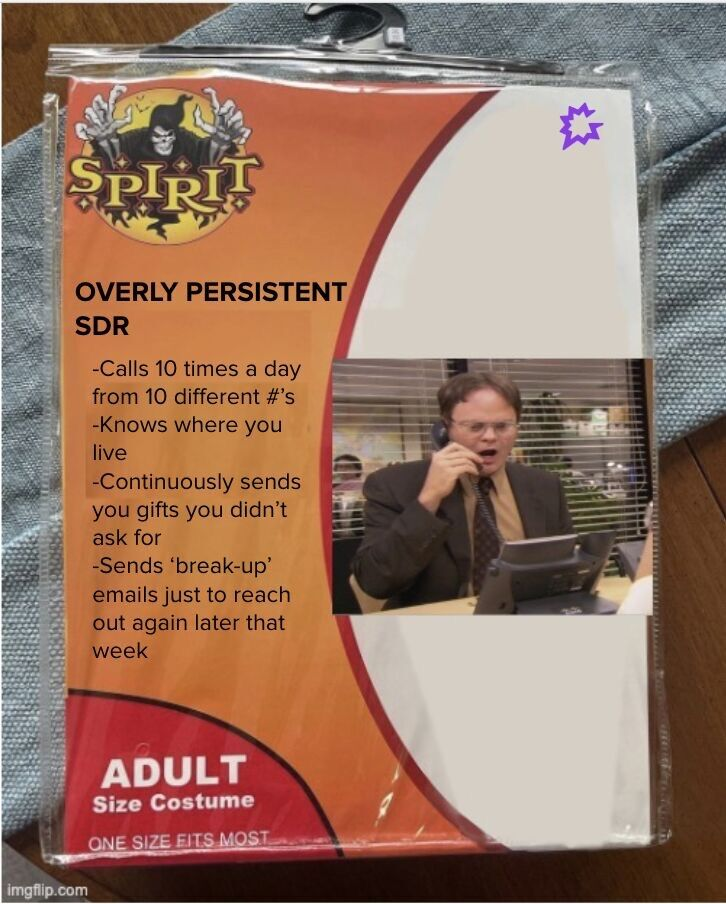 SPIRIT
OVERLY PERSISTENT
SDR
-Calls 10 times a day
from 10 different #’s
-Knows where you
live
-Continuously sends
you gifts you didn’t
ask for
-Sends ‘break-up’
emails just to reach
out again later that
week
ADULT
Size Costume
ONE SIZE FITS MOST
imgflip.com